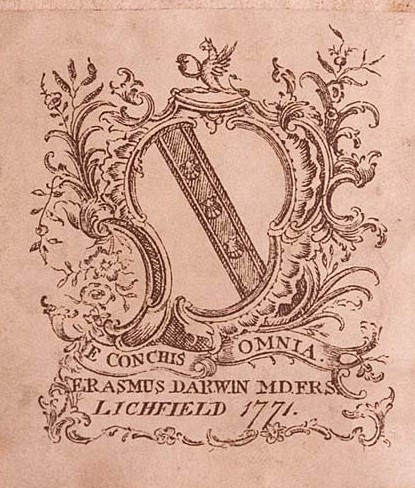 E CONCHIS OMNIA.
ERASMUS DARWIN M.D.F.R.S.
LICHFIELD 1771.